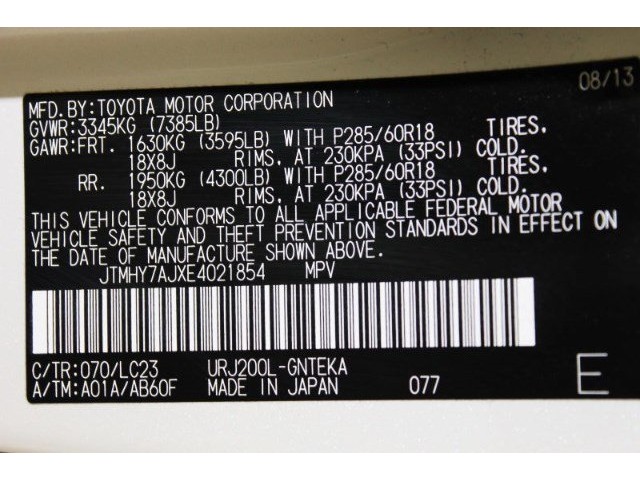 08/13
MFD.BY:TOYOTA MOTOR CORPORATION
GVWR:3345KG (7385LB)
GAWR:FRT. 1630KG (3595LB) WITH P285/60R18 TIRES,
18X8J RIMS, AT 230KPA (33PSI) COLD.
RR. 1950KG (4300LB) WITH P285/60R18 TIRES,
18X8J RIMS, AT 230KPA (33PSI) COLD.
THIS VEHICLE CONFORMS TO ALL APPLICABLE FEDERAL MOTOR
VEHICLE SAFETY AND THEFT PREVENTION STANDARDS IN EFFECT ON
THE DATE OF MANUFACTURE SHOWN ABOVE.
JTMHY7AJXE4021854 MPV
C/TR:070/LC23 URJ200L-GNTEKA
A/TM:A01A/AB60F MADE IN JAPAN 077 E